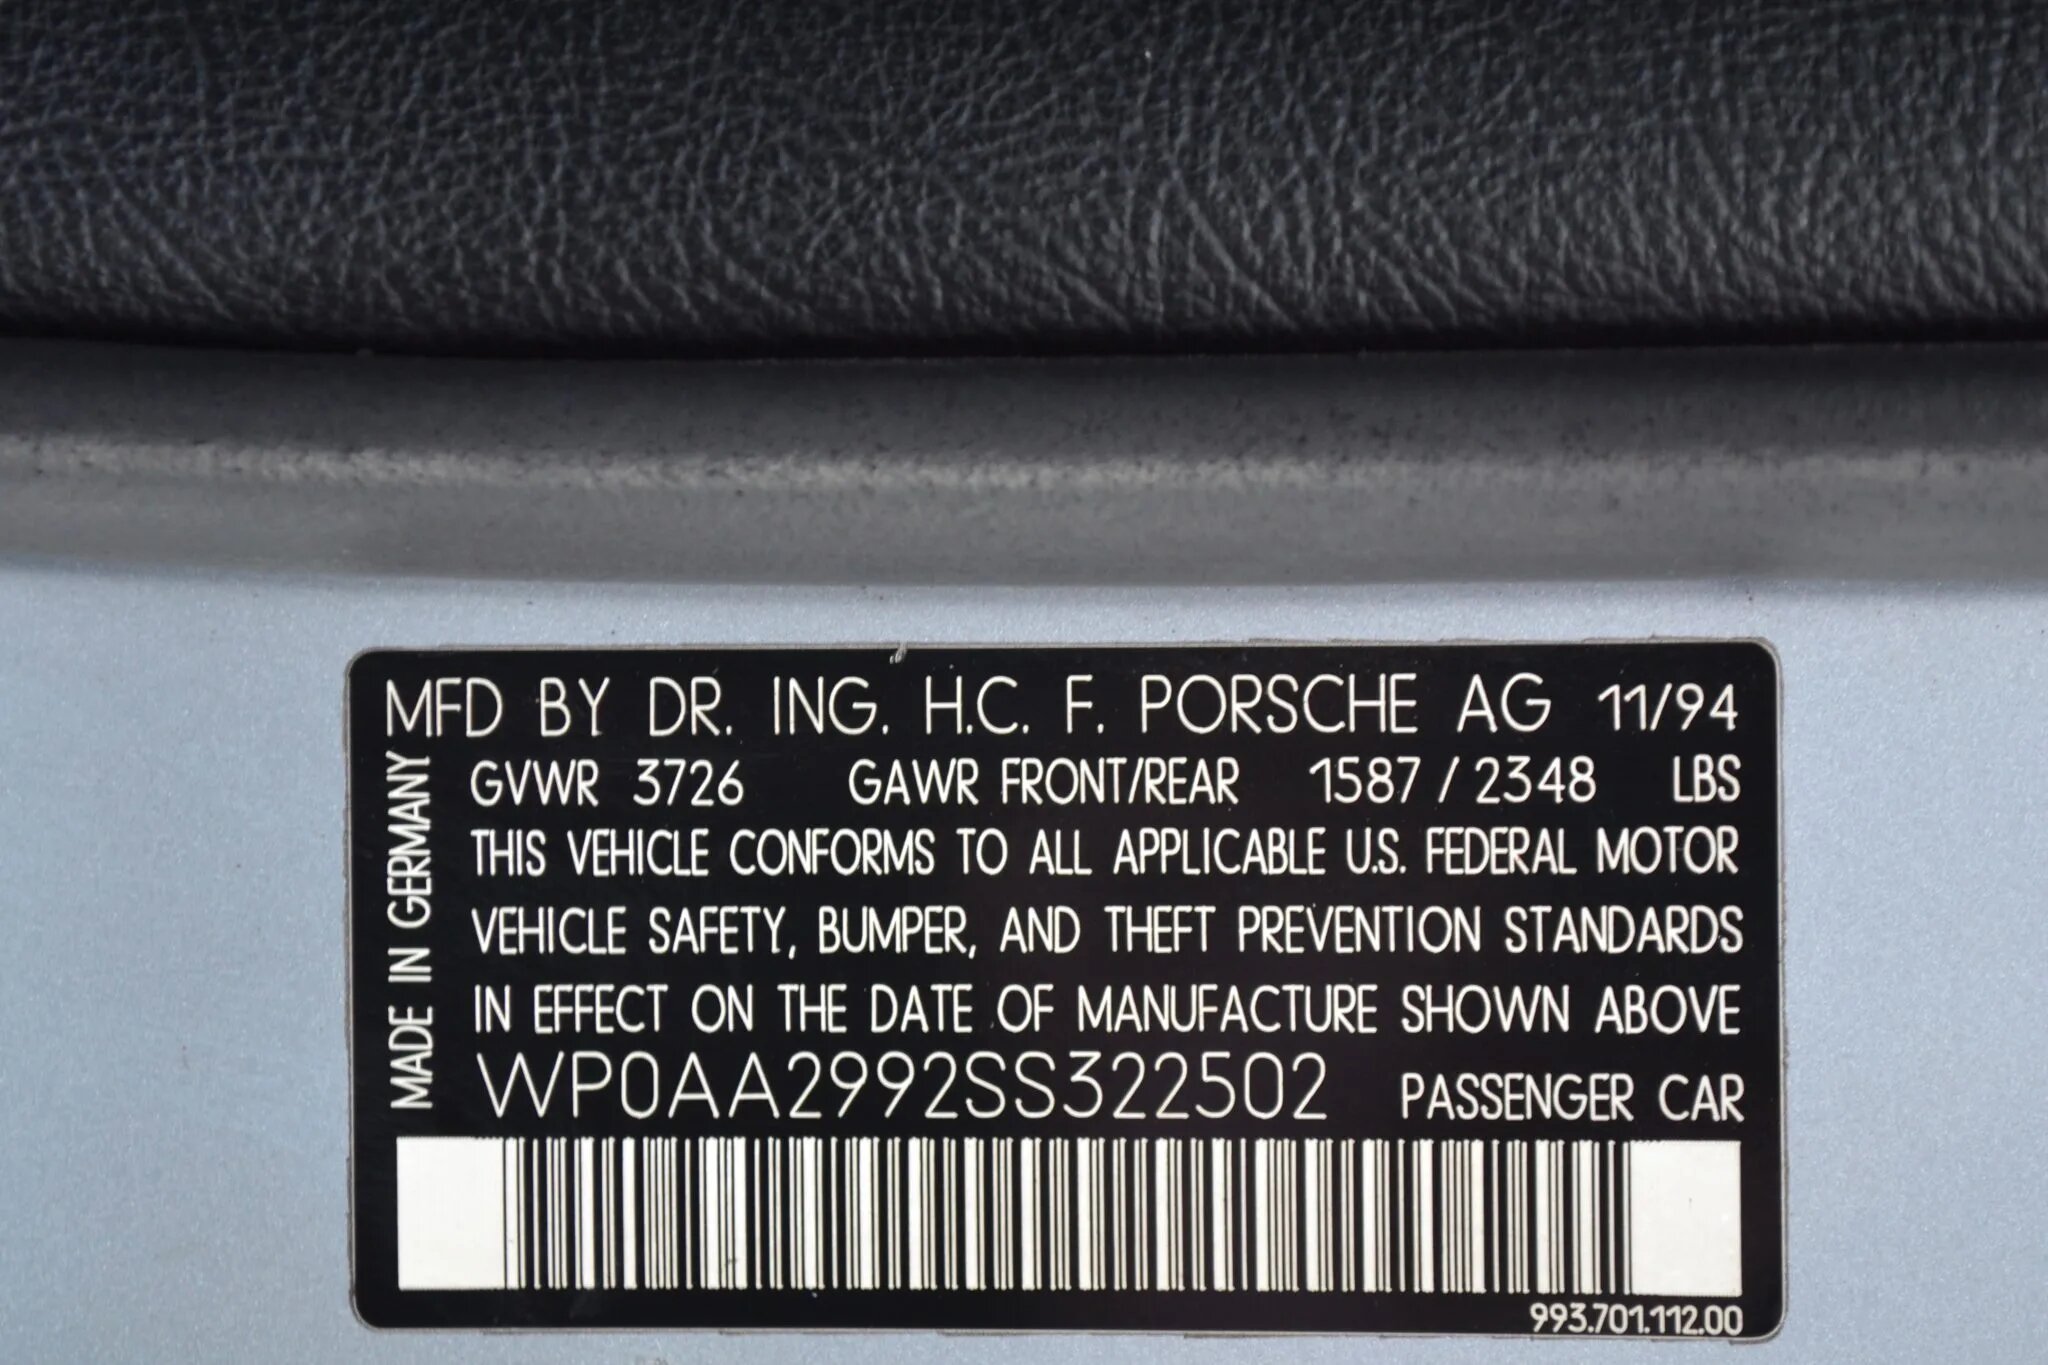 MFD BY DR. ING. H.C. F. PORSCHE AG 11/94
GVWR 3726 GAWR FRONT/REAR 1587 / 2348 LBS
THIS VEHICLE CONFORMS TO ALL APPLICABLE U.S. FEDERAL MOTOR
VEHICLE SAFETY, BUMPER, AND THEFT PREVENTION STANDARDS
IN EFFECT ON THE DATE OF MANUFACTURE SHOWN ABOVE
WP0AA2992SS322502 PASSENGER CAR
MADE IN GERMANY
993.701.112.00